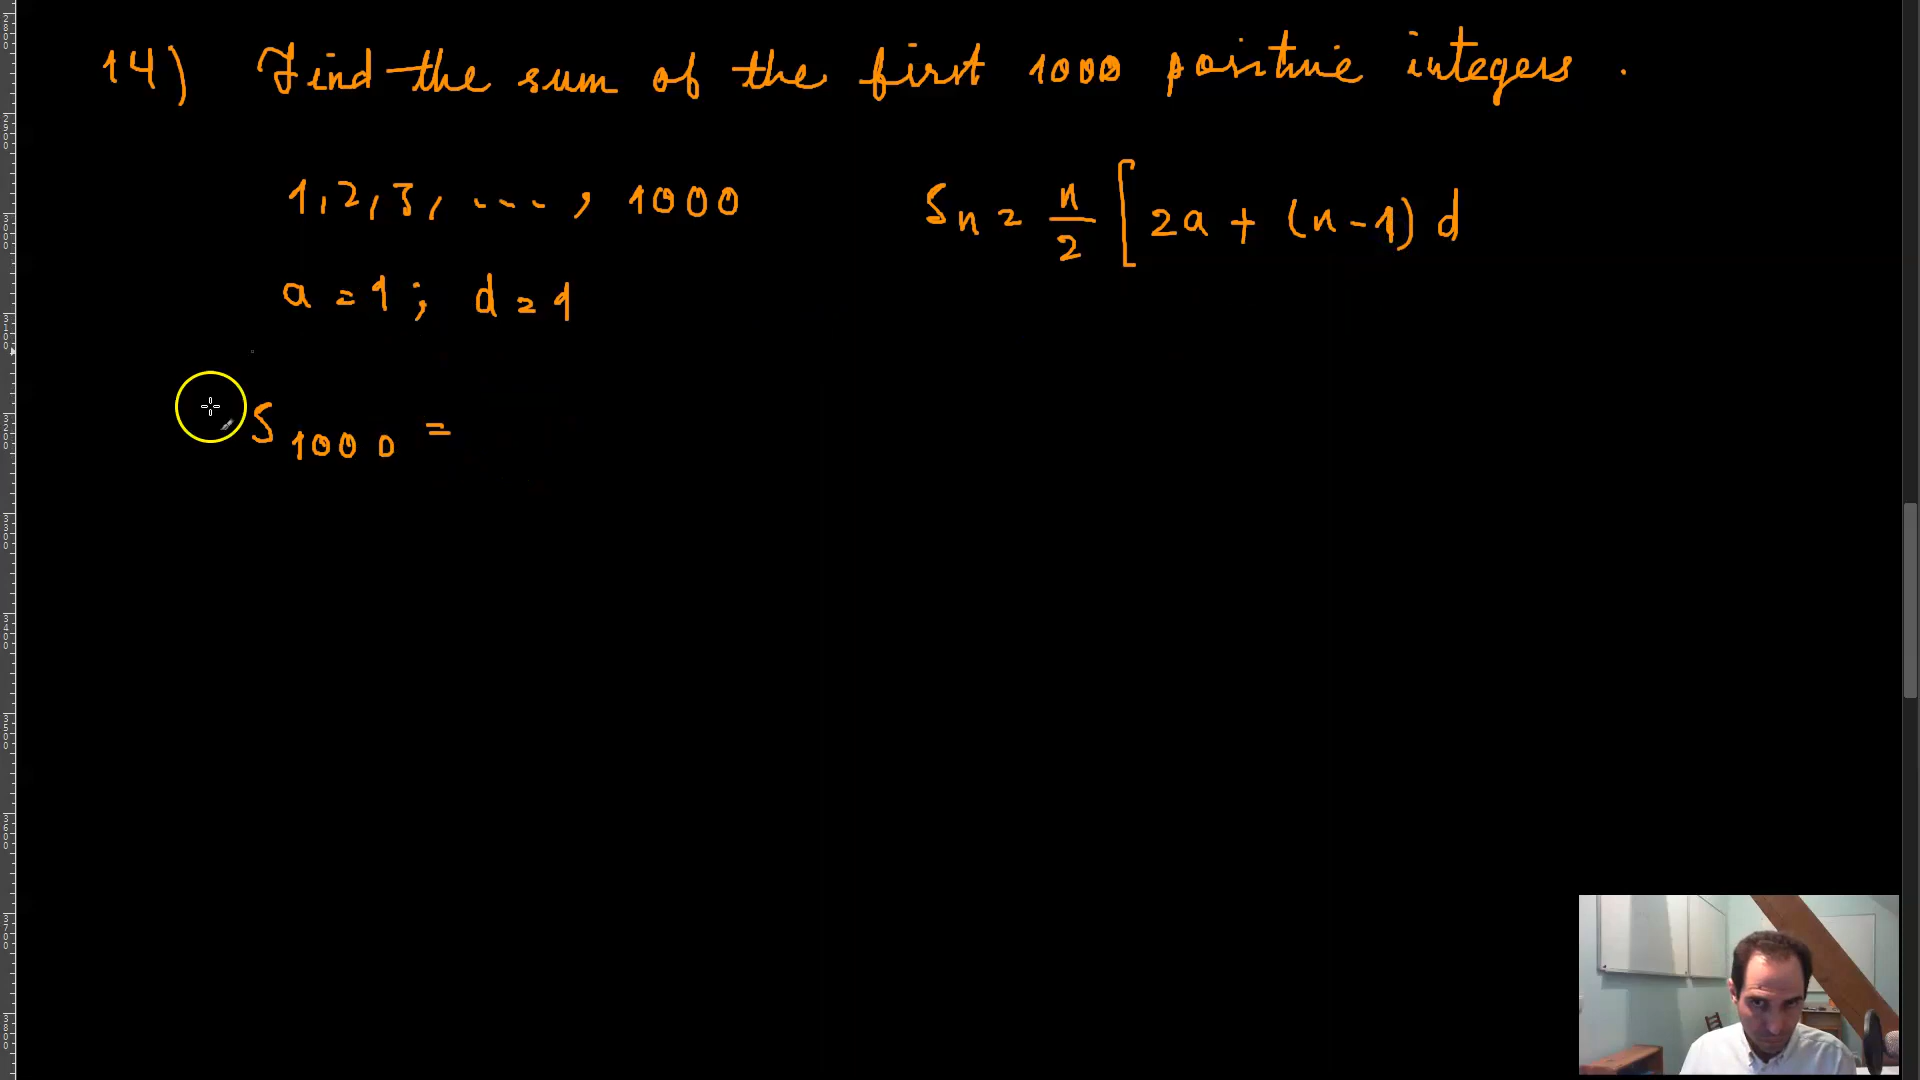 14) Find the sum of the first 1000 positive integers.
1, 2, 3, ...., 1000
Sn = n/2 [2a + (n-1) d
a = 1; d = 1
S1000 =